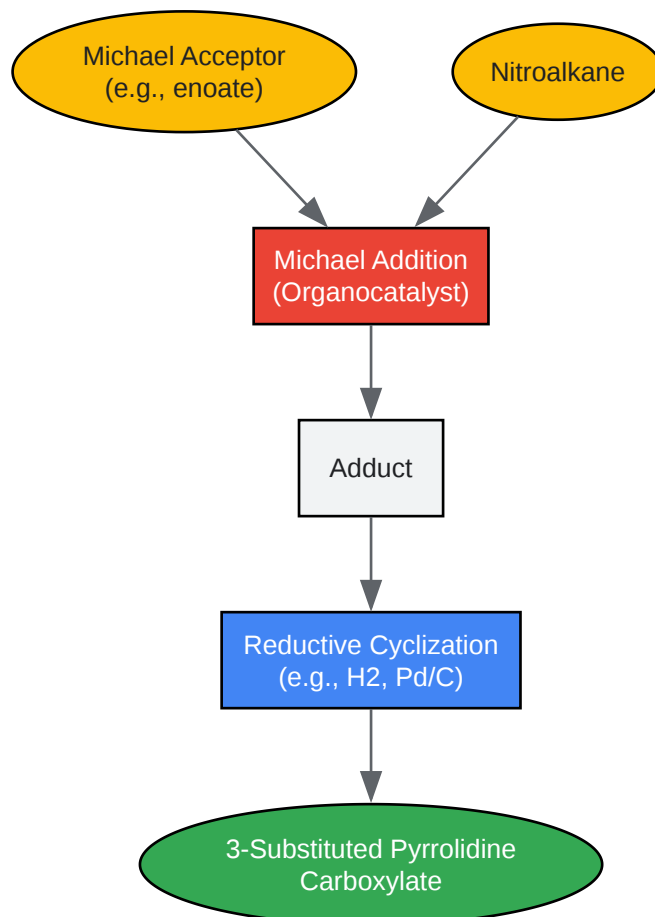 Michael Acceptor
(e.g., enoate)
Nitroalkane
Michael Addition
(Organocatalyst)
Adduct
Reductive Cyclization
(e.g., H2, Pd/C)
3-Substituted Pyrrolidine
Carboxylate